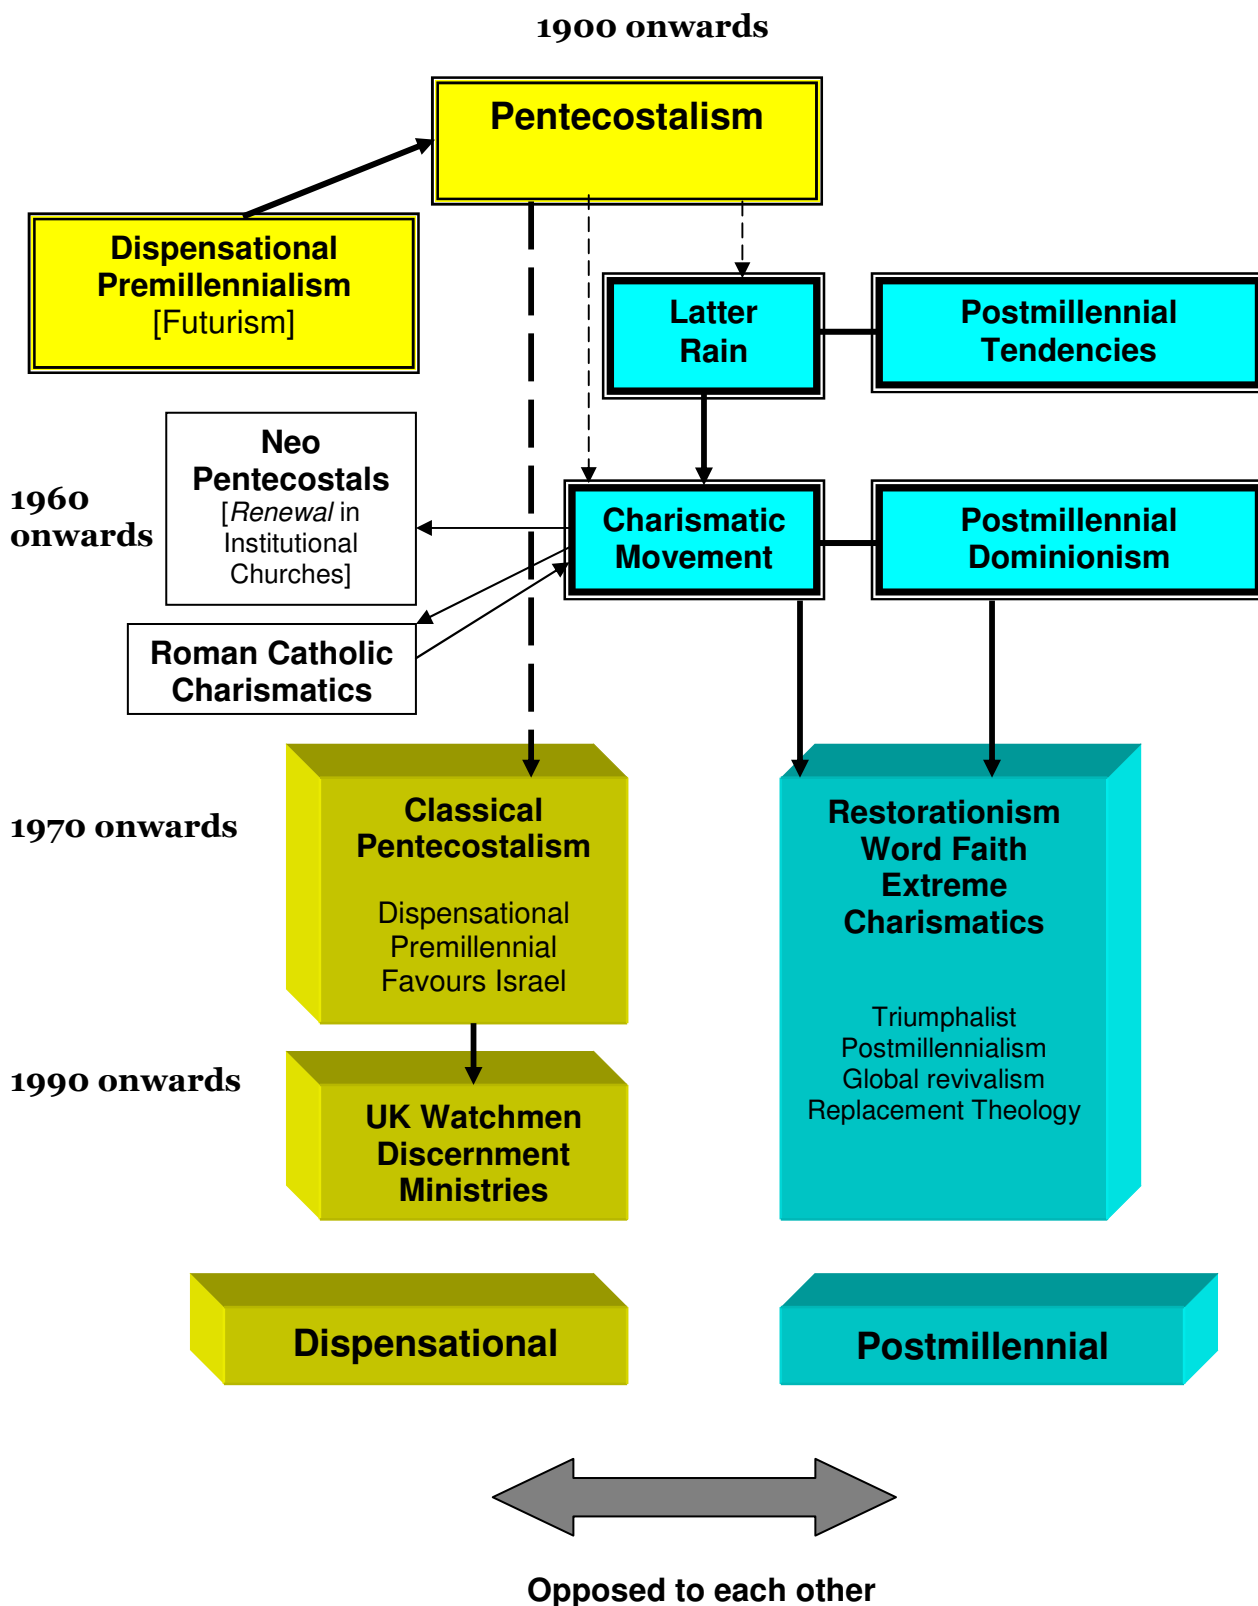 1900 onwards
Pentecostalism
Dispensational
Premillennialism
[Futurism]
Latter
Rain
Postmillennial
Tendencies
Neo
Pentecostals
[Renewal in
Institutional
Churches]
1960
onwards
Charismatic
Movement
Postmillennial
Dominionism
Roman Catholic
Charismatics
1970 onwards
Classical
Pentecostalism
Dispensational
Premillennial
Favours Israel
Restorationism
Word Faith
Extreme
Charismatics
Triumphalist
Postmillennialism
Global revivalism
Replacement Theology
1990 onwards
UK Watchmen
Discernment
Ministries
Dispensational
Postmillennial
Opposed to each other